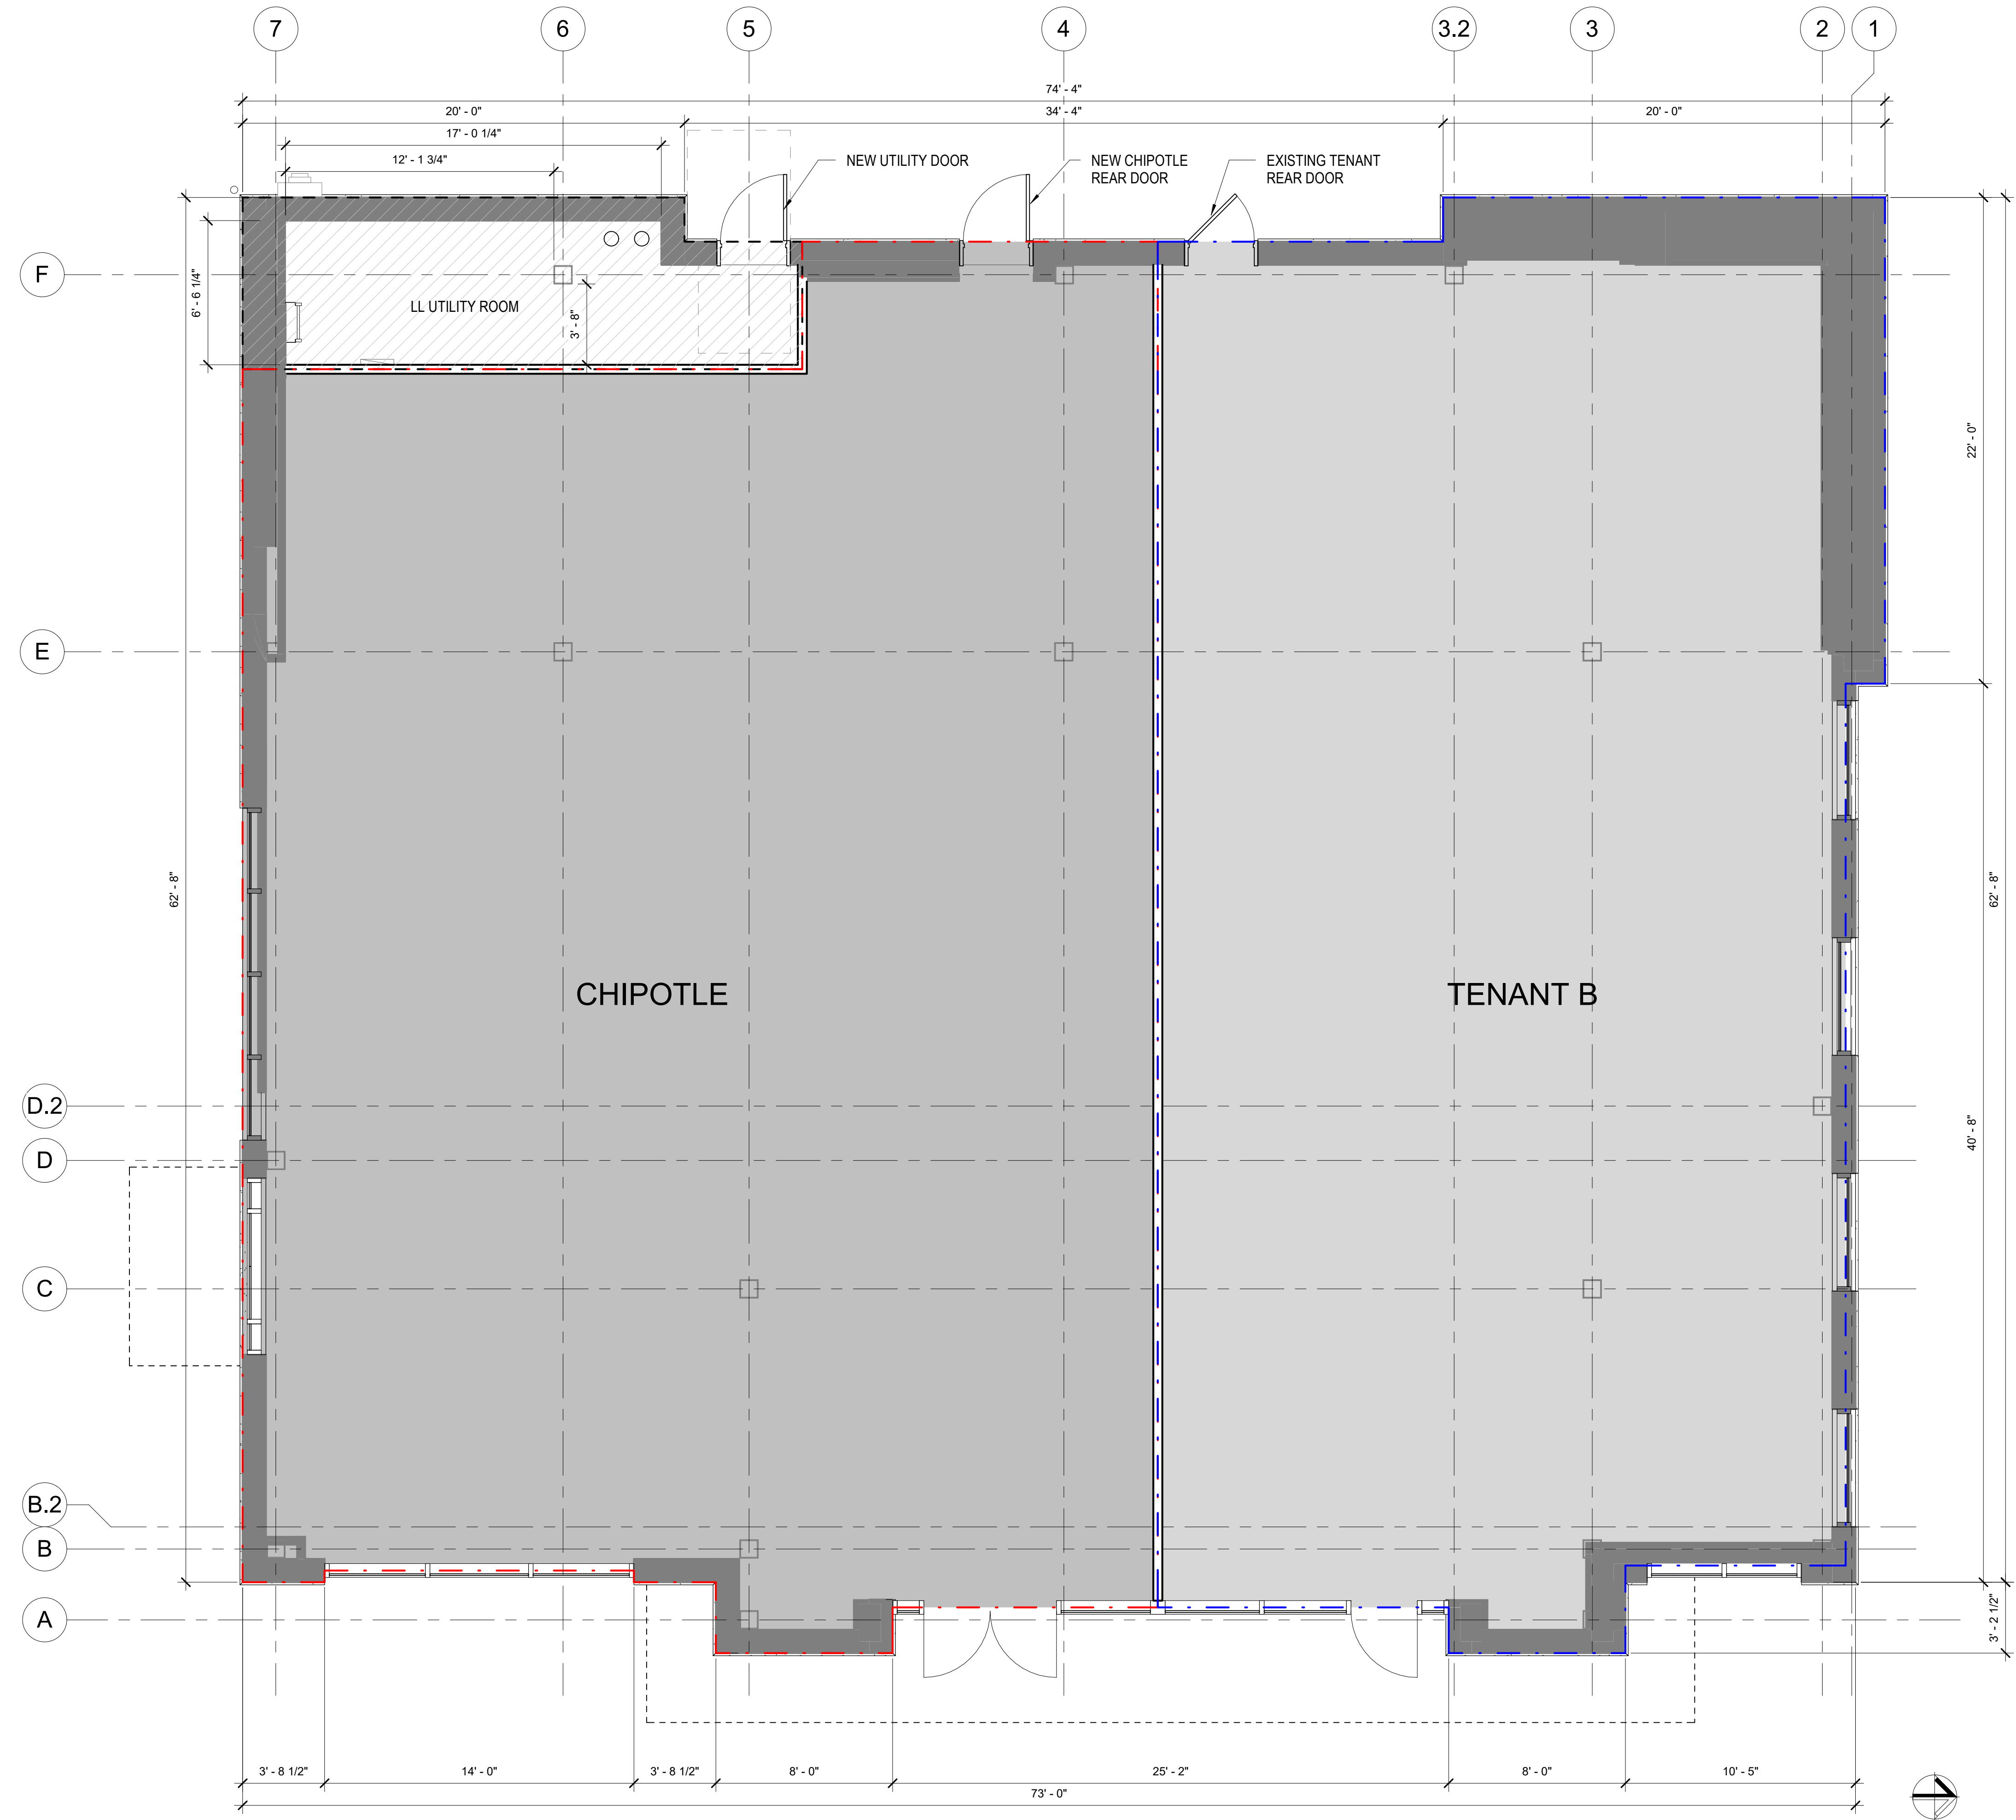 7
6
5
4
3.2
3
2
1
74' - 4"
20' - 0"
34' - 4"
20' - 0"
17' - 0 1/4"
12' - 1 3/4"
NEW UTILITY DOOR
NEW CHIPOTLE
REAR DOOR
EXISTING TENANT
REAR DOOR
F
6' - 6 1/4"
LL UTILITY ROOM
3' - 8"
22' - 0"
E
62' - 8"
62' - 8"
CHIPOTLE
TENANT B
D.2
D
40' - 8"
C
B.2
B
A
3' - 2 1/2"
3' - 8 1/2"
14' - 0"
3' - 8 1/2"
8' - 0"
25' - 2"
8' - 0"
10' - 5"
73' - 0"